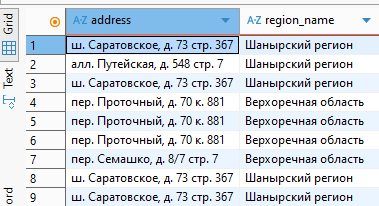 Grid
Text
ord
address region_name
1 ш. Саратовское, д. 73 стр. 367 Шанырский регион
2 алл. Путейская, д. 548 стр. 7 Шанырский регион
3 ш. Саратовское, д. 73 стр. 367 Шанырский регион
4 пер. Проточный, д. 70 к. 881 Верхоречная область
5 пер. Проточный, д. 70 к. 881 Верхоречная область
6 пер. Проточный, д. 70 к. 881 Верхоречная область
7 пер. Семашко, д. 8/7 стр. 7 Верхоречная область
8 ш. Саратовское, д. 73 стр. 367 Шанырский регион
9 ш. Саратовское, д. 73 стр. 367 Шанырский регион